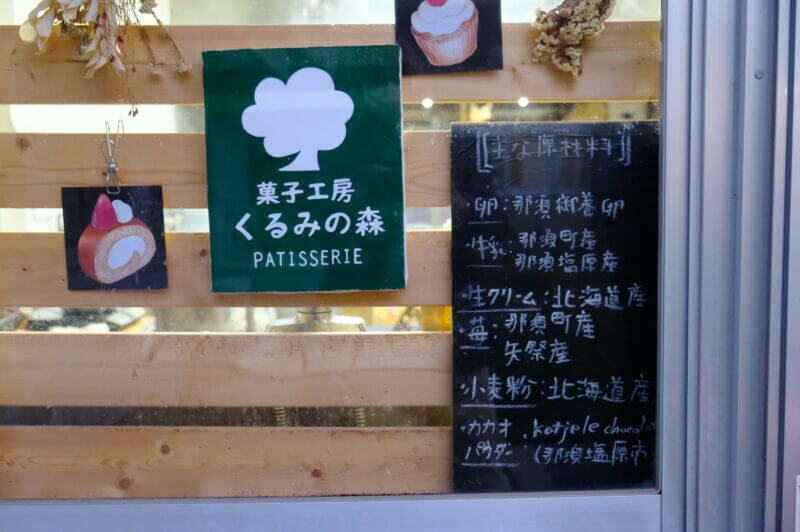 菓子工房
くるみの森
PATISSERIE
【主な原材料】
・卵:那須御養卵
・牛乳:那須町産
那須塩原産
・生クリーム:北海道産
・苺:那須町産
矢祭産
・小麦粉:北海道産
・カカオ
パウダー
(那須塩原市